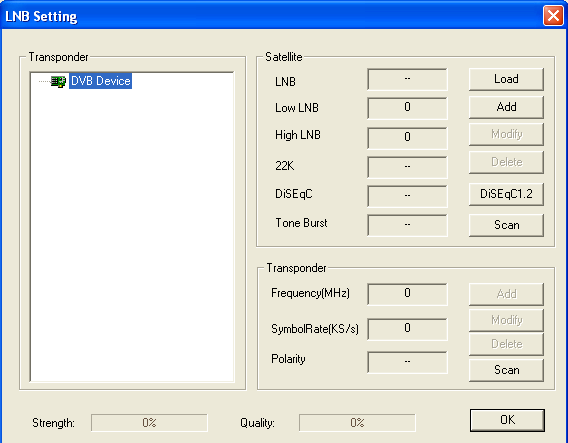 LNB Setting
Transponder
DVB Device
Satellite
LNB -- Load
Low LNB 0 Add
High LNB 0 Modify
22K -- Delete
DiSEqC -- DiSEqC1.2
Tone Burst -- Scan
Transponder
Frequency(MHz) 0 Add
SymbolRate(KS/s) 0 Modify
Delete
Polarity -- Scan
Strength: 0% Quality: 0% OK